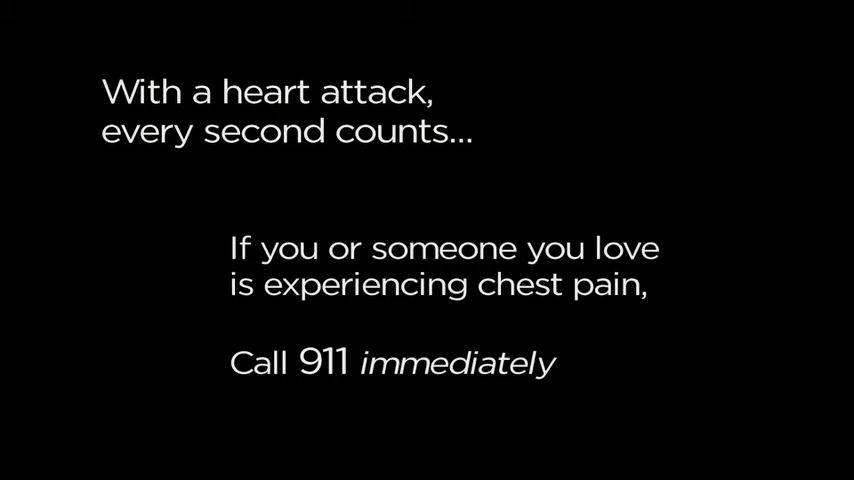 With a heart attack,
every second counts...
If you or someone you love
is experiencing chest pain,
Call 911 immediately